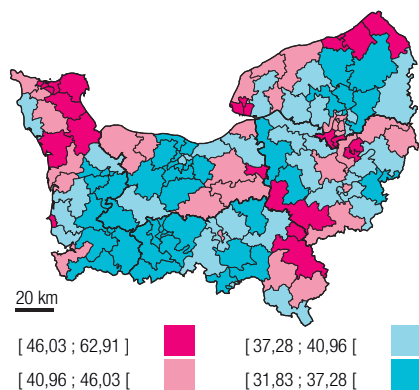 20 km
[ 46,03 ; 62,91 ]
[ 37,28 ; 40,96 [
[ 40,96 ; 46,03 [
[ 31,83 ; 37,28 [